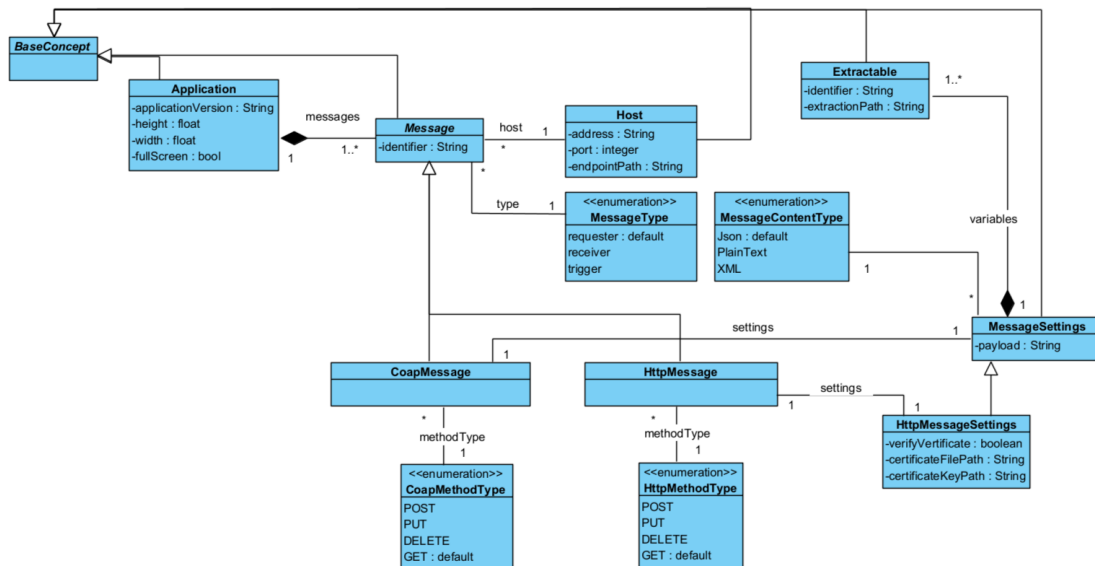 BaseConcept
Application
-applicationVersion : String
-height : float
-width : float
-fullScreen : bool
messages
1
1..*
Message
-identifier : String
host
1
*
Host
-address : String
-port : integer
-endpointPath : String
Extractable
-identifier : String
-extractionPath : String
1..*
*
type
1
<<enumeration>>
MessageType
requester : default
receiver
trigger
<<enumeration>>
MessageContentType
Json : default
PlainText
XML
1
*
variables
1
MessageSettings
-payload : String
settings
1
1
CoapMessage
HttpMessage
settings
1
1
HttpMessageSettings
-verifyVertificate : boolean
-certificateFilePath : String
-certificateKeyPath : String
*
methodType
1
<<enumeration>>
CoapMethodType
POST
PUT
DELETE
GET : default
*
methodType
1
<<enumeration>>
HttpMethodType
POST
PUT
DELETE
GET : default